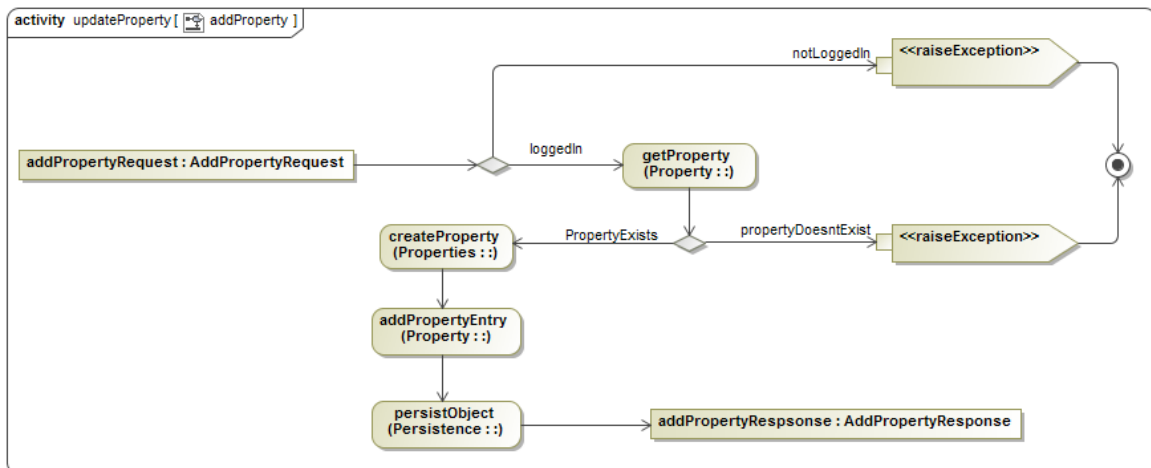 activity updateProperty [ addProperty ]
notLoggedIn
<<raiseException>>
addPropertyRequest : AddPropertyRequest
loggedIn
getProperty
(Property : :)
createProperty
(Properties : :)
PropertyExists
propertyDoesntExist
<<raiseException>>
addPropertyEntry
(Property : :)
persistObject
(Persistence : :)
addPropertyRespsonse : AddPropertyResponse